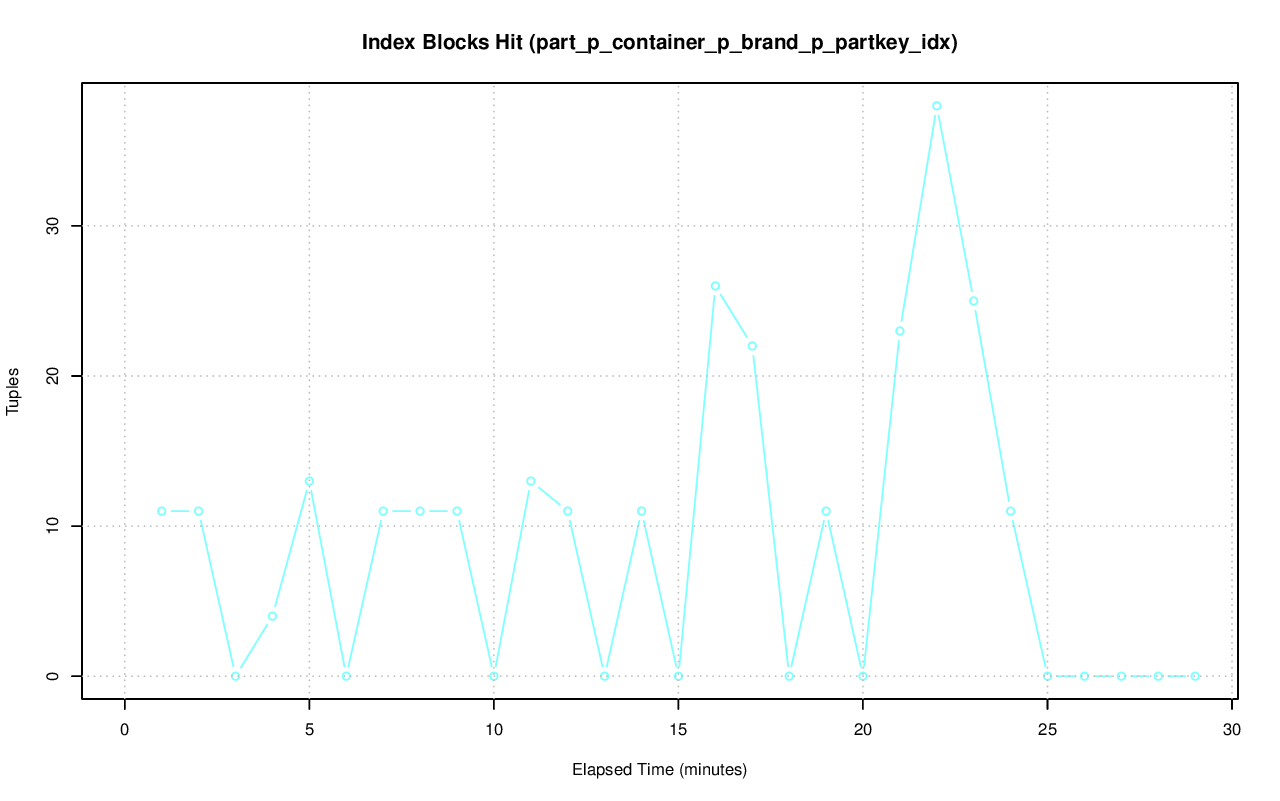 Index Blocks Hit (part_p_container_p_brand_p_partkey_idx)
Tuples
30
20
10
0
0 5 10 15 20 25 30
Elapsed Time (minutes)